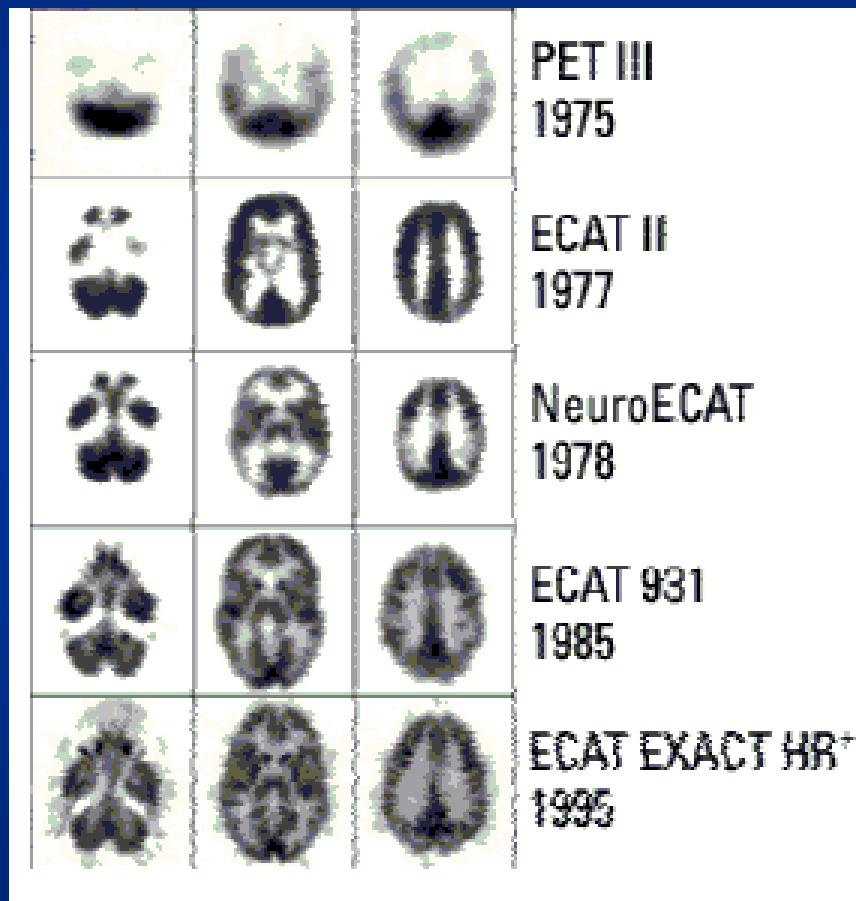 PET III
1975
ECAT II
1977
NeuroECAT
1978
ECAT 931
1985
ECAT EXACT HR⁺
1995